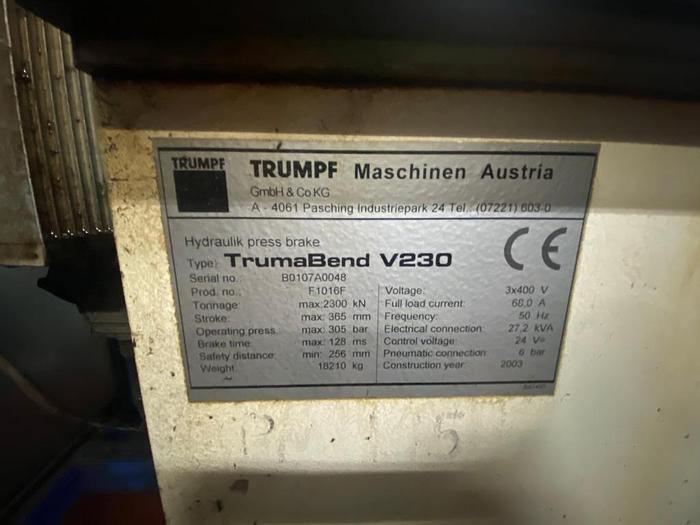 TRUMPF
TRUMPF Maschinen Austria
GmbH & Co KG
A - 4061 Pasching Industriepark 24 Tel. (07221) 603-0
Hydraulik press brake
Type: TrumaBend V230
CE
Serial no.: B0107A0048
Prod. no.: F1016F
Tonnage: max: 2300 kN
Stroke: max: 365 mm
Operating press. max: 305 bar
Brake time: max: 128 ms
Safety distance: min: 256 mm
Weight: 18210 kg
Voltage: 3x400 V
Full load current: 68,0 A
Frequency: 50 Hz
Electrical connection: 27,2 kVA
Control voltage: 24 V=
Pneumatic connection: 6 bar
Construction year: 2003